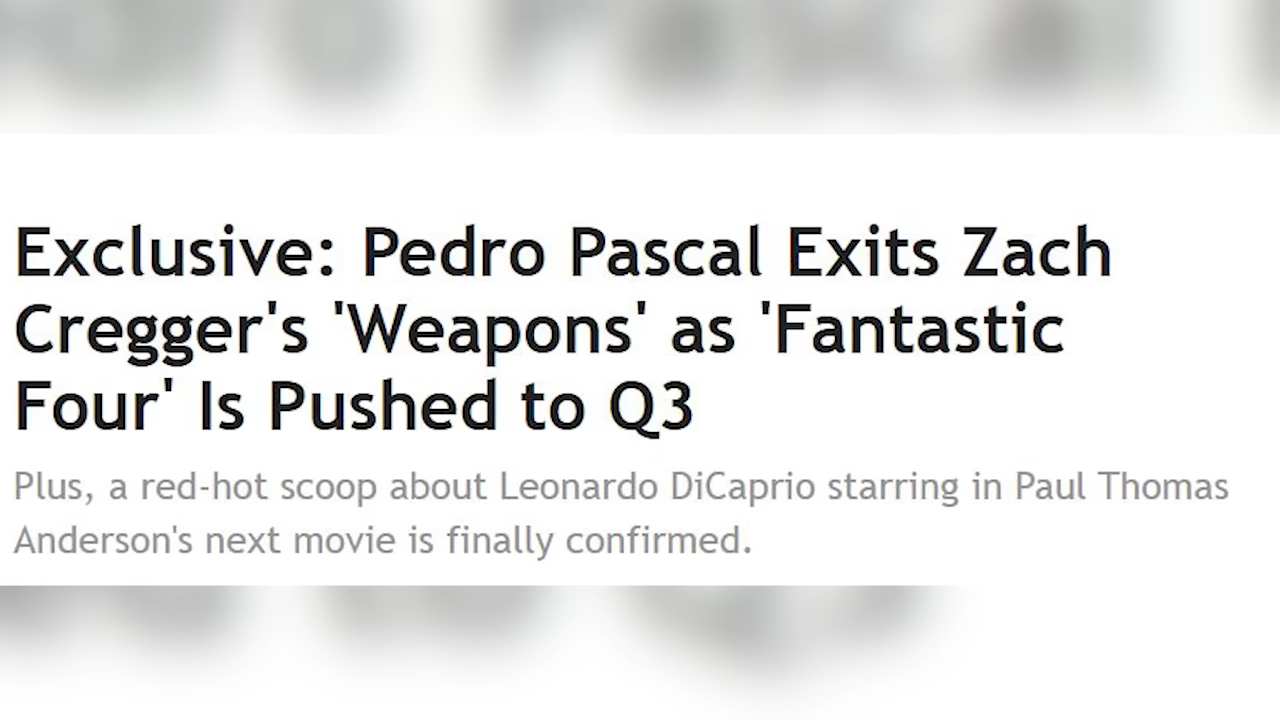 Exclusive: Pedro Pascal Exits Zach
Cregger's 'Weapons' as 'Fantastic
Four' Is Pushed to Q3
Plus, a red-hot scoop about Leonardo DiCaprio starring in Paul Thomas
Anderson's next movie is finally confirmed.